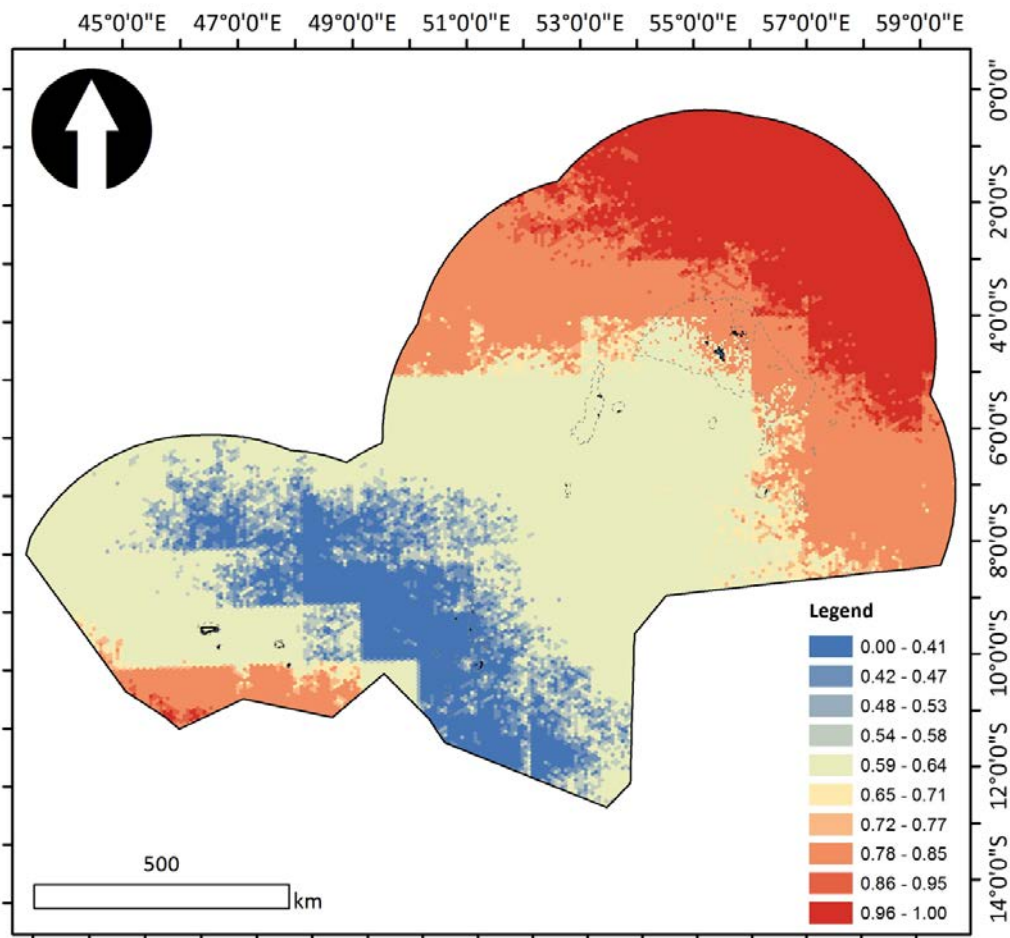 45°0'0"E 47°0'0"E 49°0'0"E 51°0'0"E 53°0'0"E 55°0'0"E 57°0'0"E 59°0'0"E
0°0'0"
2°0'0"S
4°0'0"S
6°0'0"S
8°0'0"S
10°0'0"S
12°0'0"S
14°0'0"S
Legend
0.00 - 0.41
0.42 - 0.47
0.48 - 0.53
0.54 - 0.58
0.59 - 0.64
0.65 - 0.71
0.72 - 0.77
0.78 - 0.85
0.86 - 0.95
0.96 - 1.00
500
km